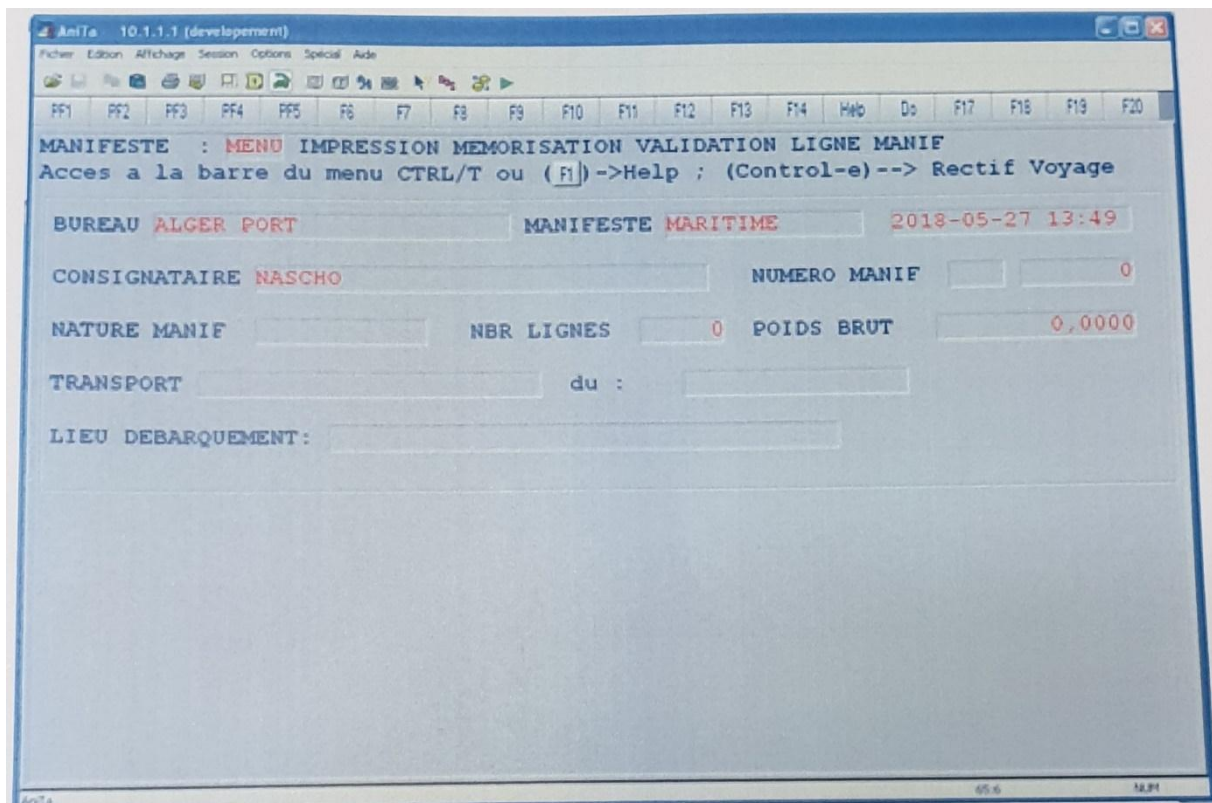 AniTa 10.1.1.1 (developement)
Fichier Edition Affichage Session Options Spécial Aide
PF1 PF2 PF3 PF4 PF5 F6 F7 F8 F9 F10 F11 F12 F13 F14 Help Do F17 F18 F19 F20
MANIFESTE : MENU IMPRESSION MEMORISATION VALIDATION LIGNE MANIF
Acces a la barre du menu CTRL/T ou (F1)->Help ; (Control-e)--> Rectif Voyage
BUREAU ALGER PORT MANIFESTE MARITIME 2018-05-27 13:49
CONSIGNATAIRE NASCHO NUMERO MANIF 0
NATURE MANIF NBR LIGNES 0 POIDS BRUT 0,0000
TRANSPORT du :
LIEU DEBARQUEMENT:
AniTa 65:6 NUM